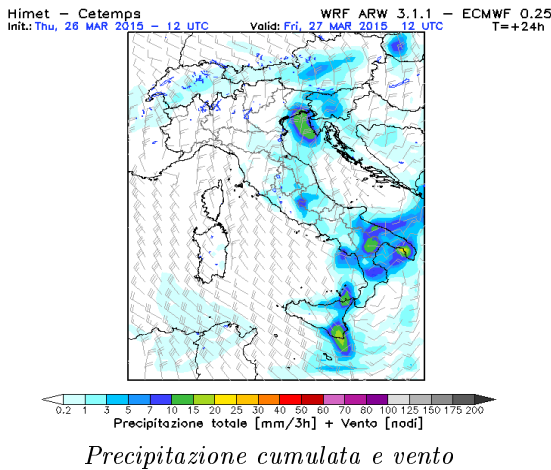 Himet – Cetemps WRF ARW 3.1.1 – ECMWF 0.25
Init.: Thu, 26 MAR 2015 – 12 UTC Valid: Fri, 27 MAR 2015 12 UTC T=+24h
0.2 1 3 5 7 10 15 20 25 30 40 50 60 70 80 100 125 150 175 200
Precipitazione totale [mm/3h] + Vento [nodi]
Precipitazione cumulata e vento